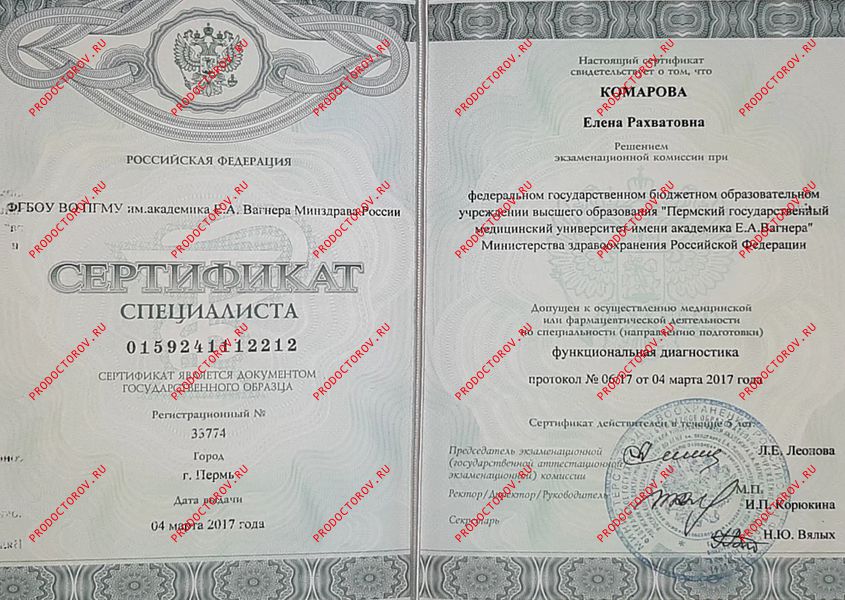 РОССИЙСКАЯ ФЕДЕРАЦИЯ
ФГБОУ ВО ПГМУ им.академика Е.А. Вагнера Минздрава России
СЕРТИФИКАТ
СПЕЦИАЛИСТА
0159241112212
СЕРТИФИКАТ ЯВЛЯЕТСЯ ДОКУМЕНТОМ
ГОСУДАРСТВЕННОГО ОБРАЗЦА
Регистрационный №
33774
Город
г. Пермь
Дата выдачи
04 марта 2017 года
Настоящий сертификат
свидетельствует о том, что
КОМАРОВА
Елена Рахватовна
Решением
экзаменационной комиссии при
федеральном государственном бюджетном образовательном
учреждении высшего образования "Пермский государственный
медицинский университет имени академика Е.А.Вагнера"
Министерства здравоохранения Российской Федерации
Допущен к осуществлению медицинской
или фармацевтической деятельности
по специальности (направлению подготовки)
функциональная диагностика
протокол № 06/17 от 04 марта 2017 года
Сертификат действителен в течение 5 лет.
Председатель экзаменационной
(государственной аттестационной
экзаменационной) комиссии
Л.Е. Леонова
Ректор/Директор/Руководитель
М.П.
И.П. Корюкина
Секретарь
Н.Ю. Вялых
PRODOCTOROV.RU